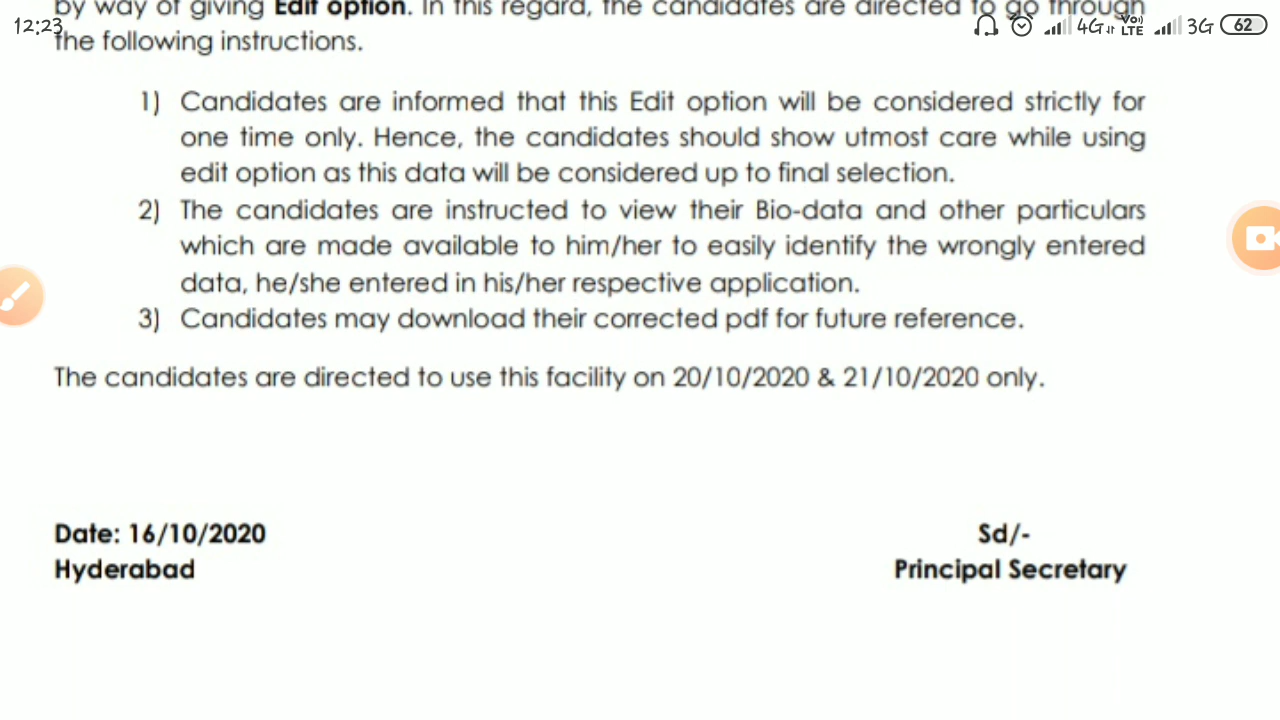 by way of giving Edit option. In this regard, the candidates are directed to go through
12:23
4G Vo) LTE 3G 62
the following instructions.
1) Candidates are informed that this Edit option will be considered strictly for
one time only. Hence, the candidates should show utmost care while using
edit option as this data will be considered up to final selection.
2) The candidates are instructed to view their Bio-data and other particulars
which are made available to him/her to easily identify the wrongly entered
data, he/she entered in his/her respective application.
3) Candidates may download their corrected pdf for future reference.
The candidates are directed to use this facility on 20/10/2020 & 21/10/2020 only.
Date: 16/10/2020
Sd/-
Hyderabad
Principal Secretary